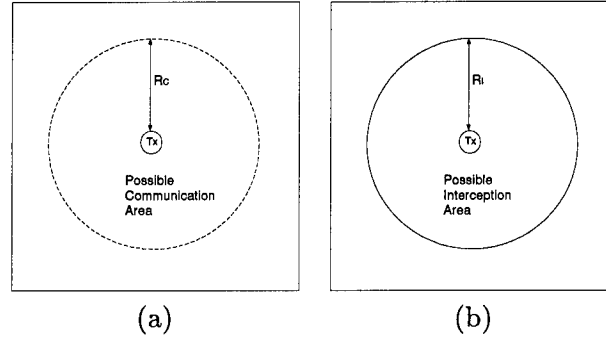 Rc
Tx
Possible
Communication
Area
(a)
RI
Tx
Possible
Interception
Area
(b)